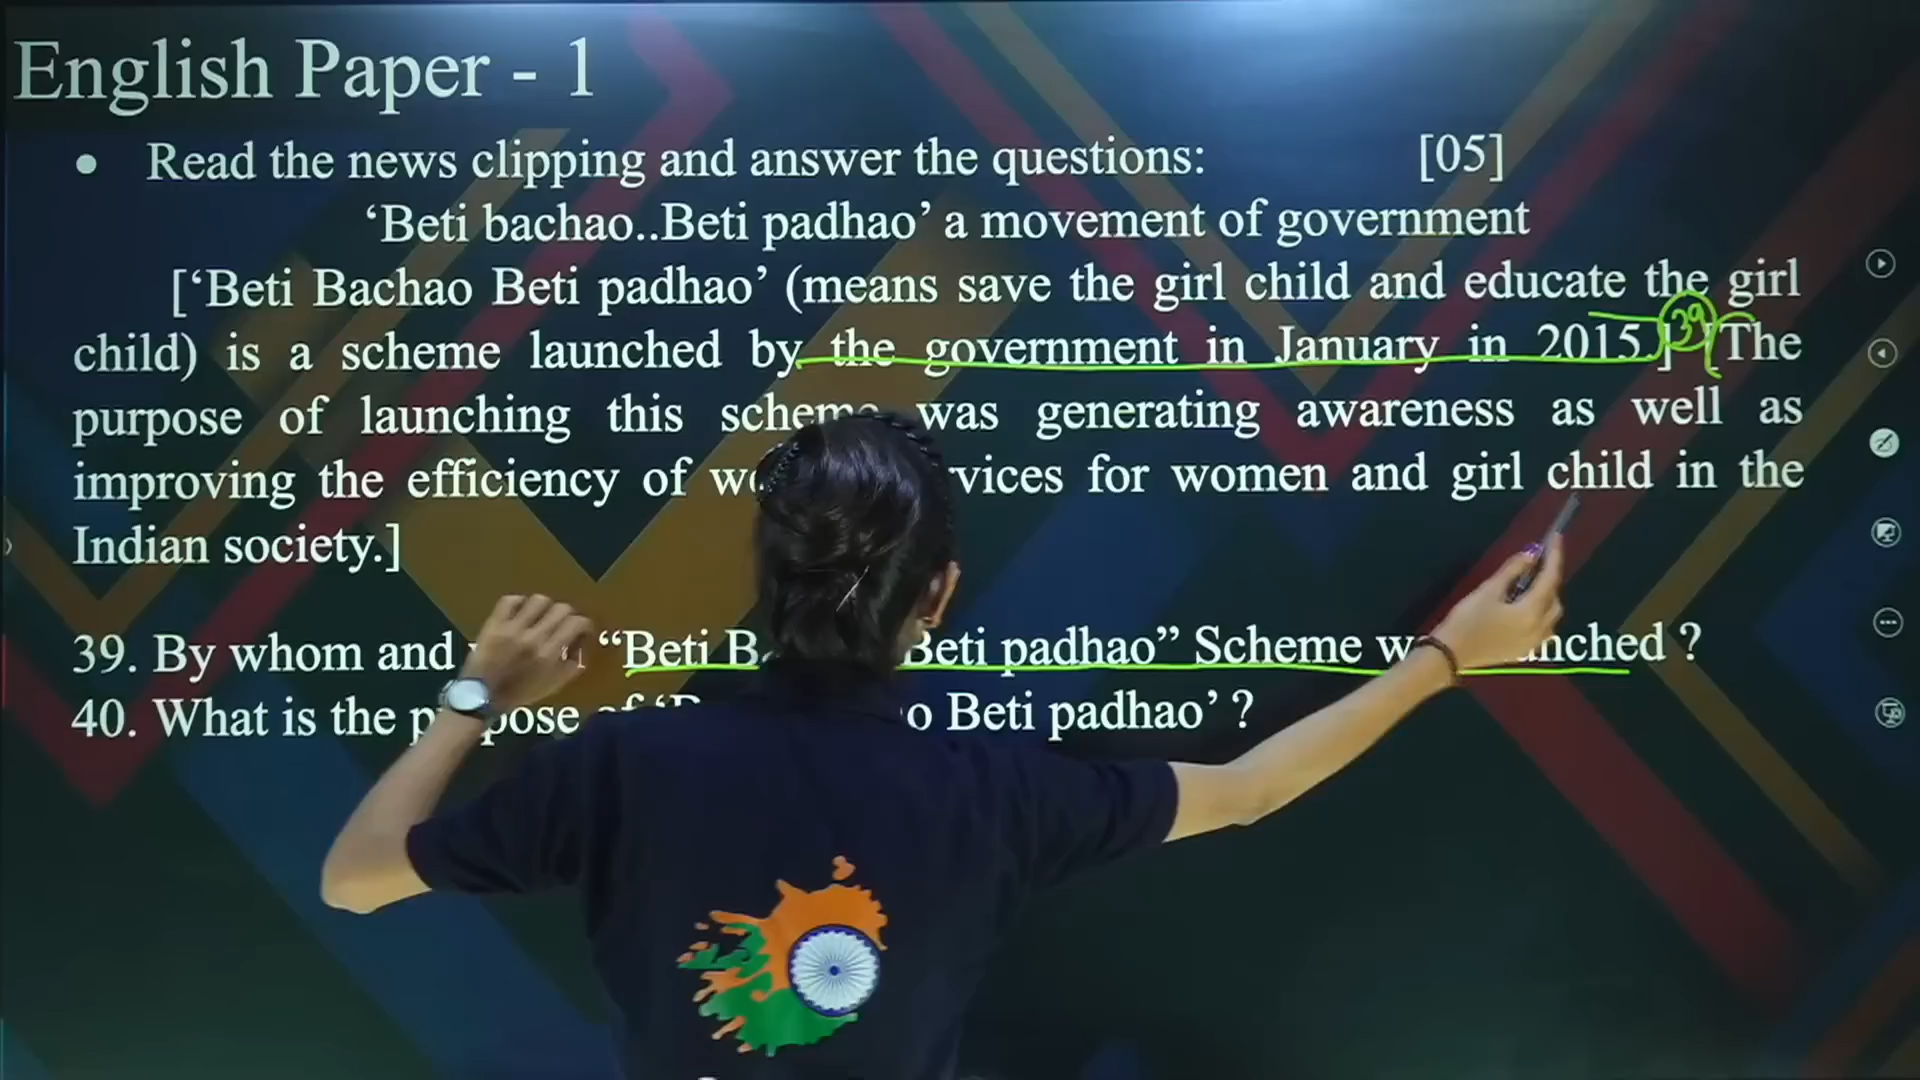 English Paper - 1
• Read the news clipping and answer the questions: [05]
‘Beti bachao..Beti padhao’ a movement of government
[‘Beti Bachao Beti padhao’ (means save the girl child and educate the girl
child) is a scheme launched by the government in January in 2015.] 39 [The
purpose of launching this scheme was generating awareness as well as
improving the efficiency of for women and girl child in the
Indian society.]
39. By whom and “Beti Beti padhao” Scheme ?
40. What is the purpose of Beti padhao’ ?